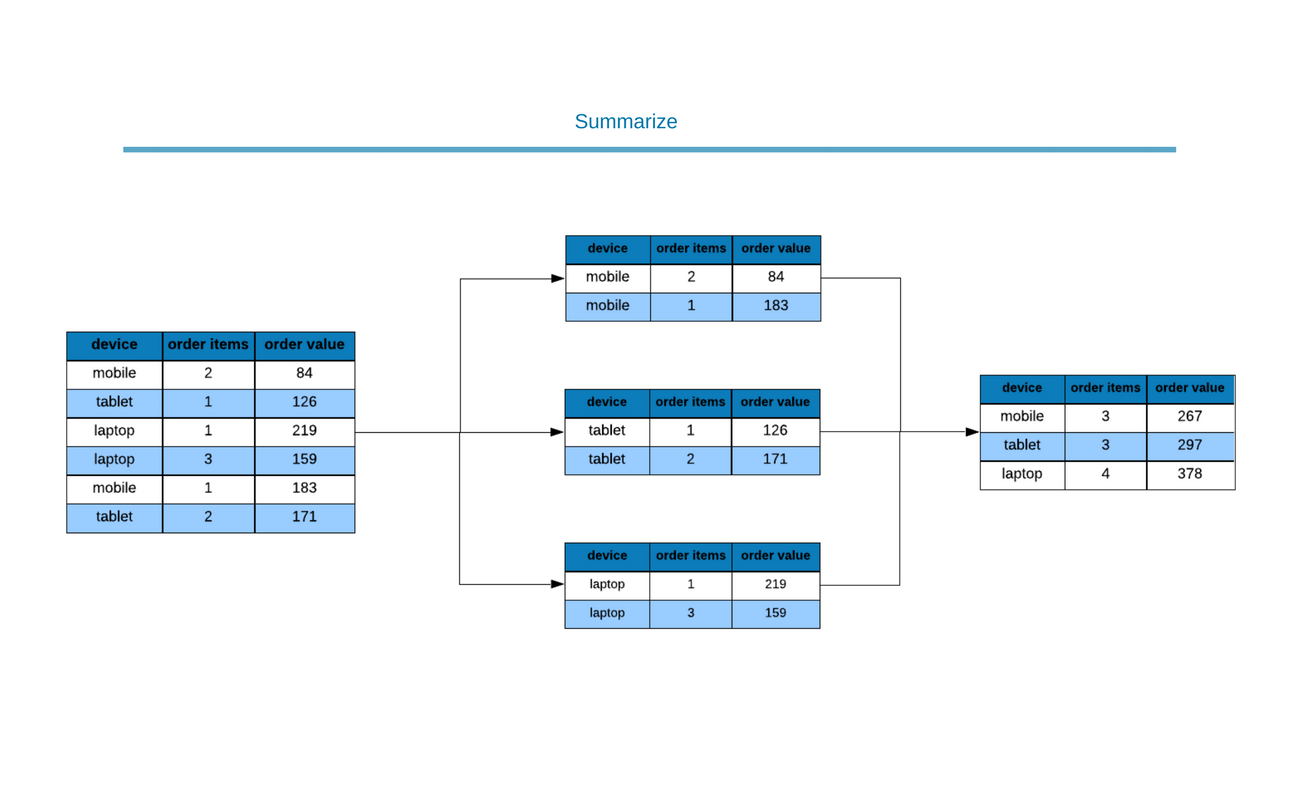 Summarize
device order items order value
mobile 2 84
tablet 1 126
laptop 1 219
laptop 3 159
mobile 1 183
tablet 2 171
device order items order value
mobile 2 84
mobile 1 183
device order items order value
tablet 1 126
tablet 2 171
device order items order value
laptop 1 219
laptop 3 159
device order items order value
mobile 3 267
tablet 3 297
laptop 4 378